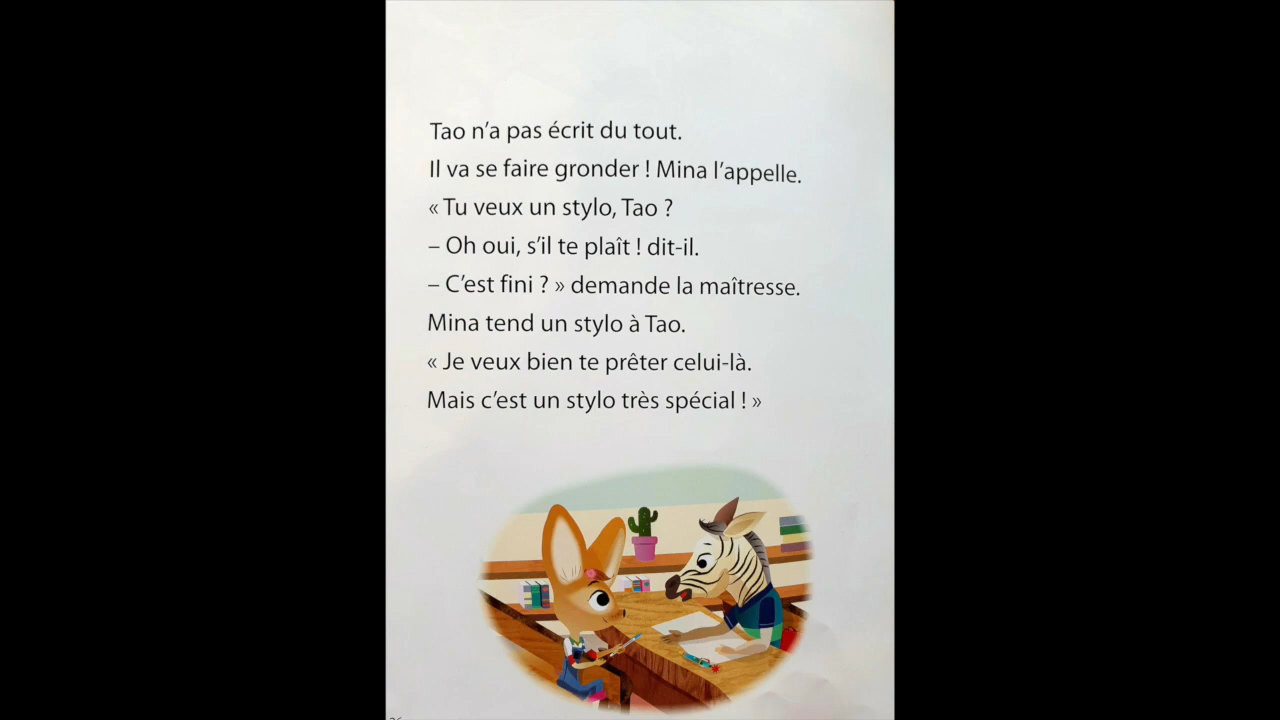 Tao n'a pas écrit du tout.
Il va se faire gronder ! Mina l'appelle.
« Tu veux un stylo, Tao ?
– Oh oui, s'il te plaît ! dit-il.
– C'est fini ? » demande la maîtresse.
Mina tend un stylo à Tao.
« Je veux bien te prêter celui-là.
Mais c'est un stylo très spécial ! »